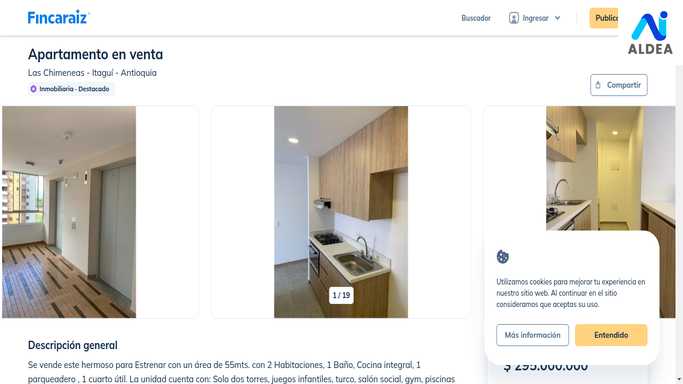 Fincaraiz
Buscador
Ingresar
Public
ALDEA
Apartamento en venta
Las Chimeneas - Itaguí - Antioquia
Inmobiliaria - Destacado
Compartir
1 / 19
Utilizamos cookies para mejorar tu experiencia en
nuestro sitio web. Al continuar en el sitio
consideramos que aceptas su uso.
Más información
Entendido
$ 295.000.000
Descripción general
Se vende este hermoso para Estrenar con un área de 55mts. con 2 Habitaciones, 1 Baño, Cocina integral, 1
parqueadero , 1 cuarto útil. La unidad cuenta con: Solo dos torres, juegos infantiles, turco, salón social, gym, piscinas